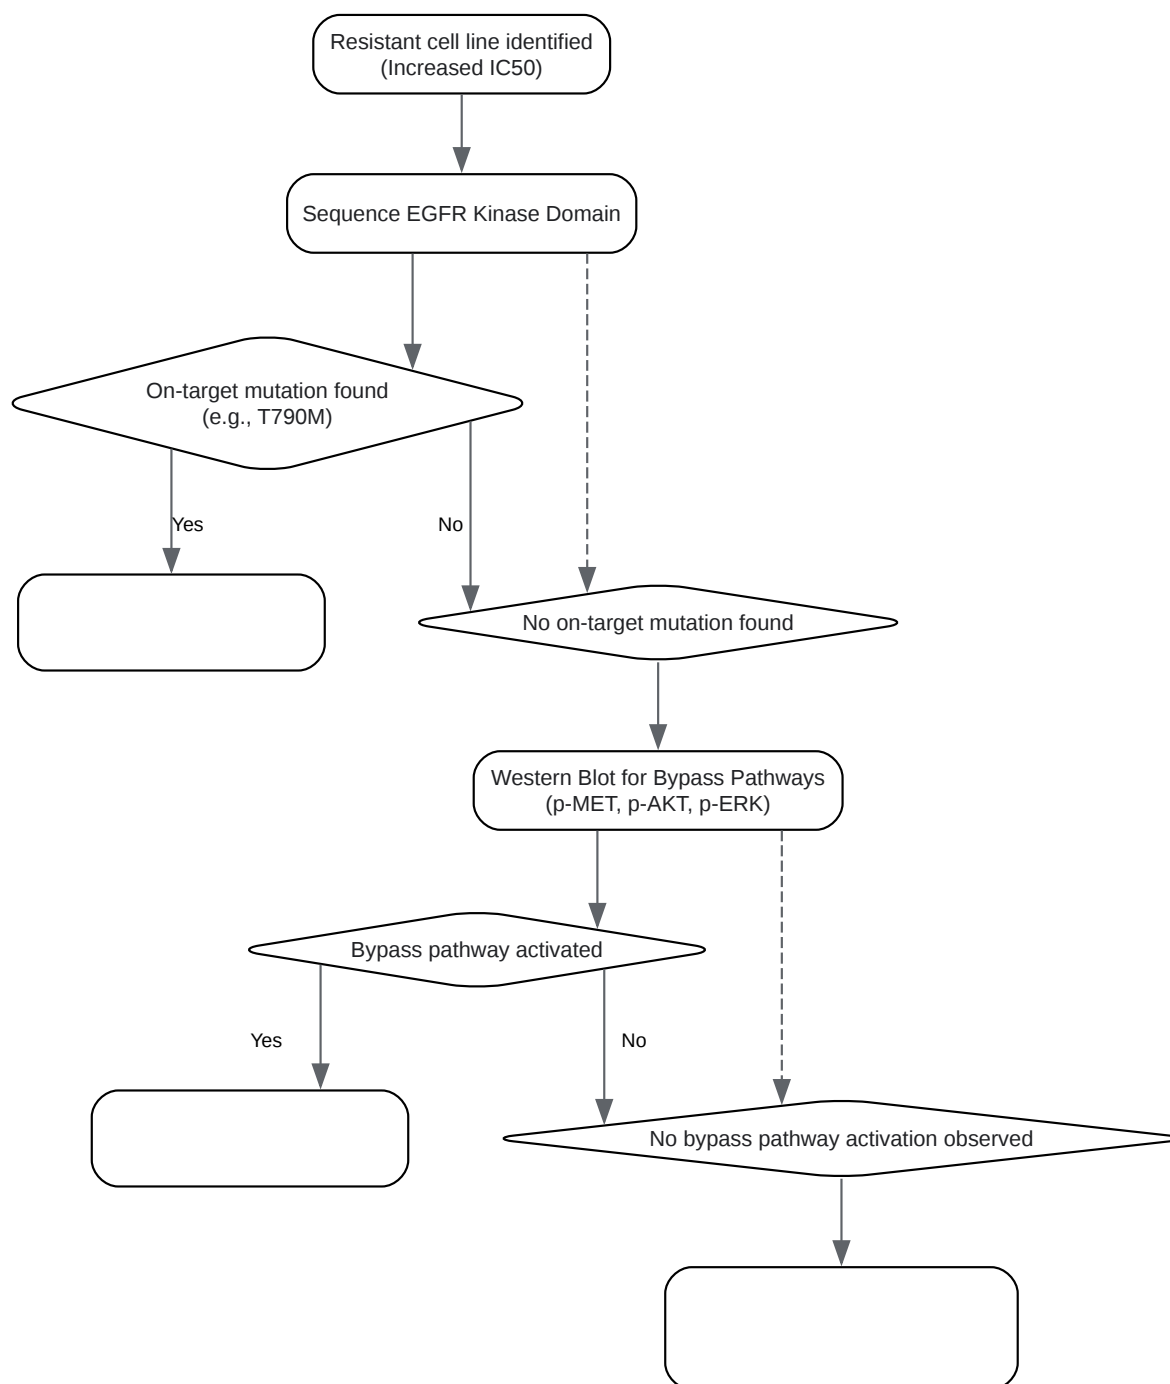 Resistant cell line identified
(Increased IC50)
Sequence EGFR Kinase Domain
On-target mutation found
(e.g., T790M)
Yes
No
No on-target mutation found
Western Blot for Bypass Pathways
(p-MET, p-AKT, p-ERK)
Bypass pathway activated
Yes
No
No bypass pathway activation observed